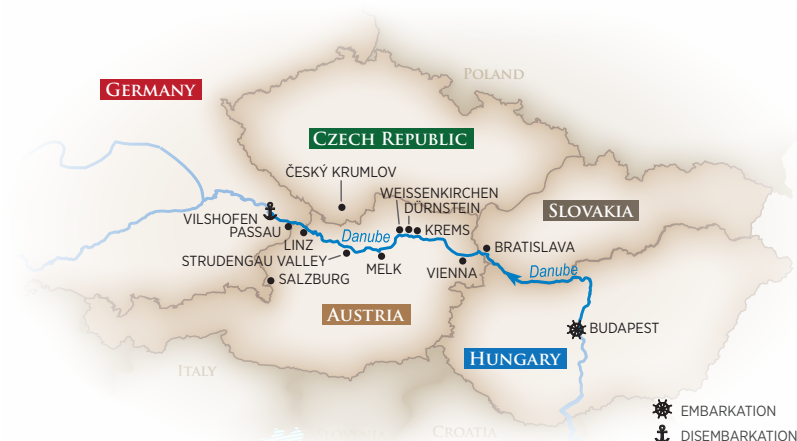 POLAND
GERMANY
CZECH REPUBLIC
ČESKÝ KRUMLOV
WEISSENKIRCHEN
DÜRNSTEIN
SLOVAKIA
VILSHOFEN
PASSAU
KREMS
Danube
LINZ
BRATISLAVA
STRUDENGAU VALLEY
MELK
VIENNA
Danube
SALZBURG
AUSTRIA
BUDAPEST
HUNGARY
ITALY
SLOVENIA
CROATIA
EMBARKATION
DISEMBARKATION